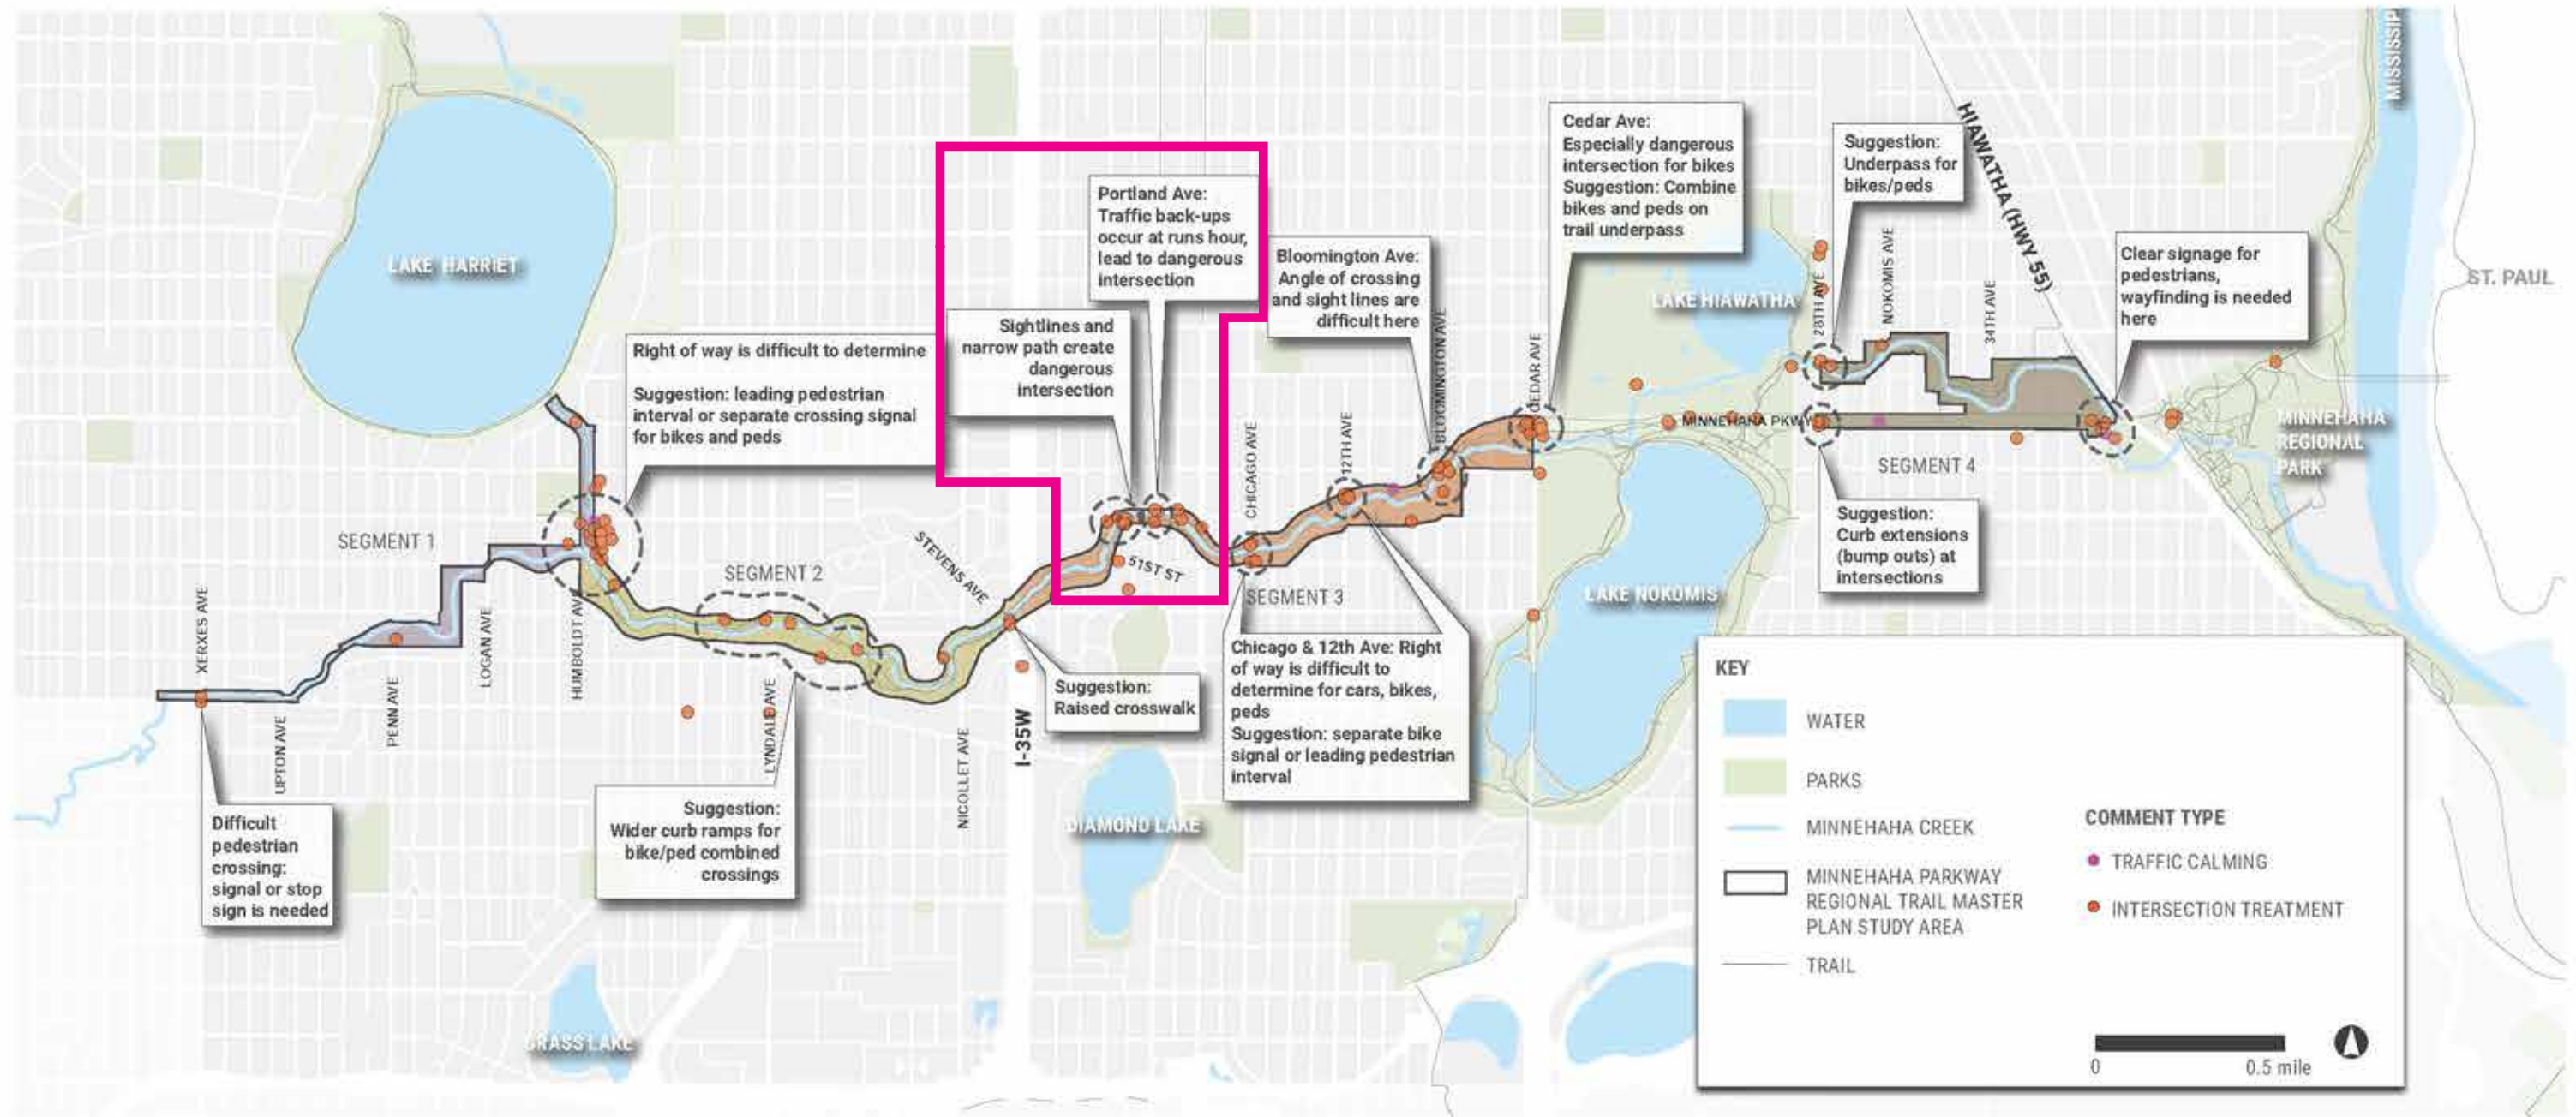 MISSISSIP
Cedar Ave:
Especially dangerous
intersection for bikes
Suggestion: Combine
bikes and peds on
trail underpass
Suggestion:
Underpass for
bikes/peds
HIAWATHA (HWY 55)
Portland Ave:
Traffic back-ups
occur at runs hour,
lead to dangerous
intersection
Bloomington Ave:
Angle of crossing
and sight lines are
difficult here
Clear signage for
pedestrians,
wayfinding is needed
here
ST. PAUL
LAKE HARRIET
LAKE HIAWATHA
28TH AVE
NOKOMIS AVE
34TH AVE
Sightlines and
narrow path create
dangerous
intersection
Right of way is difficult to determine
Suggestion: leading pedestrian
interval or separate crossing signal
for bikes and peds
CHICAGO AVE
12TH AVE
BLOOMINGTON AVE
CEDAR AVE
MINNEHAHA PKWY
MINNEHAHA
REGIONAL
PARK
SEGMENT 4
SEGMENT 1
SEGMENT 2
STEVENS AVE
51ST ST
SEGMENT 3
LAKE NOKOMIS
Suggestion:
Curb extensions
(bump outs) at
intersections
XERXES AVE
UPTON AVE
PENN AVE
LOGAN AVE
HUMBOLDT AV
LYNDALE AVE
NICOLLET AVE
I-35W
Suggestion:
Raised crosswalk
Chicago & 12th Ave: Right
of way is difficult to
determine for cars, bikes,
peds
Suggestion: separate bike
signal or leading pedestrian
interval
Difficult
pedestrian
crossing:
signal or stop
sign is needed
Suggestion:
Wider curb ramps for
bike/ped combined
crossings
DIAMOND LAKE
GRASS LAKE
KEY
WATER
PARKS
MINNEHAHA CREEK
MINNEHAHA PARKWAY
REGIONAL TRAIL MASTER
PLAN STUDY AREA
TRAIL
COMMENT TYPE
TRAFFIC CALMING
INTERSECTION TREATMENT
0
0.5 mile